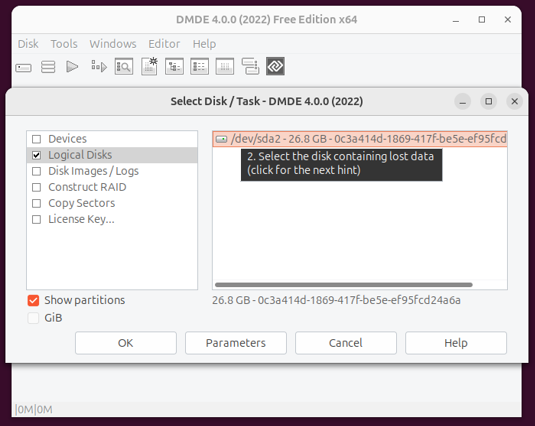 DMDE 4.0.0 (2022) Free Edition x64
Disk Tools Windows Editor Help
Select Disk / Task - DMDE 4.0.0 (2022)
Devices
Logical Disks
Disk Images / Logs
Construct RAID
Copy Sectors
License Key...
/dev/sda2 - 26.8 GB - 0c3a414d-1869-417f-be5e-ef95fcd
2. Select the disk containing lost data
(click for the next hint)
Show partitions
26.8 GB - 0c3a414d-1869-417f-be5e-ef95fcd24a6a
GiB
OK Parameters Cancel Help
|0M|0M